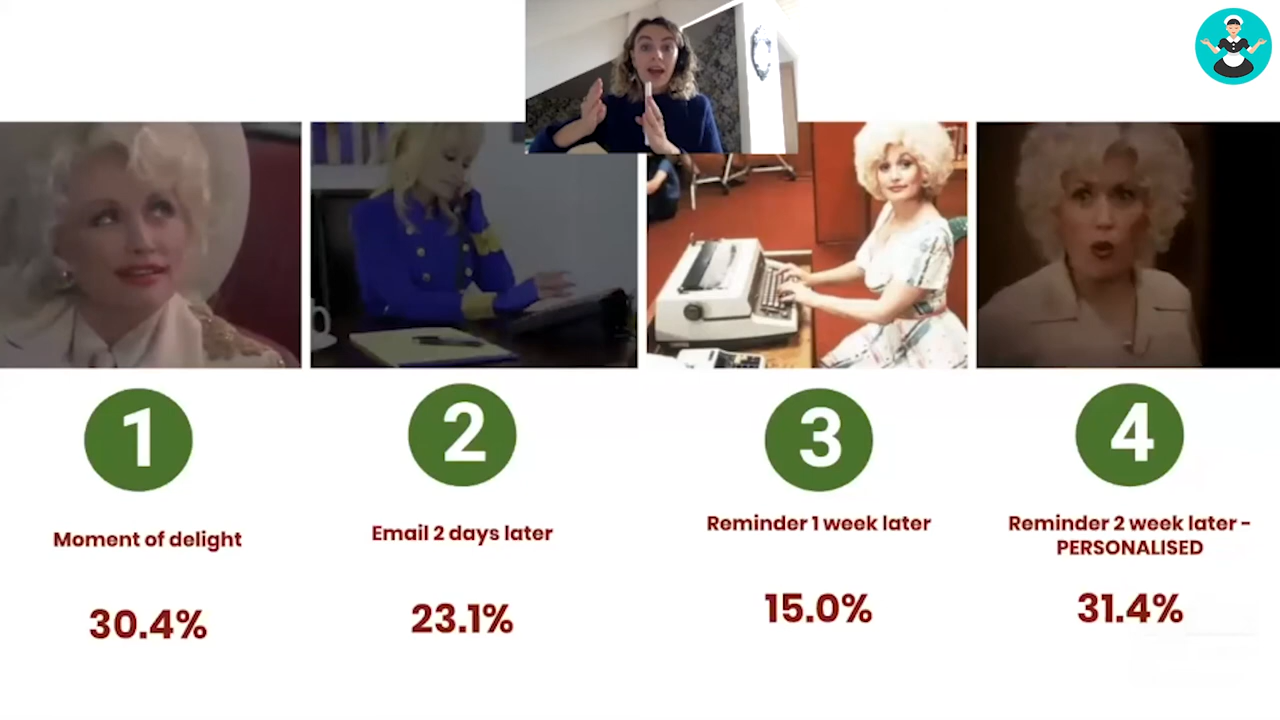 1
2
3
4
Moment of delight
Email 2 days later
Reminder 1 week later
Reminder 2 week later -
PERSONALISED
30.4%
23.1%
15.0%
31.4%